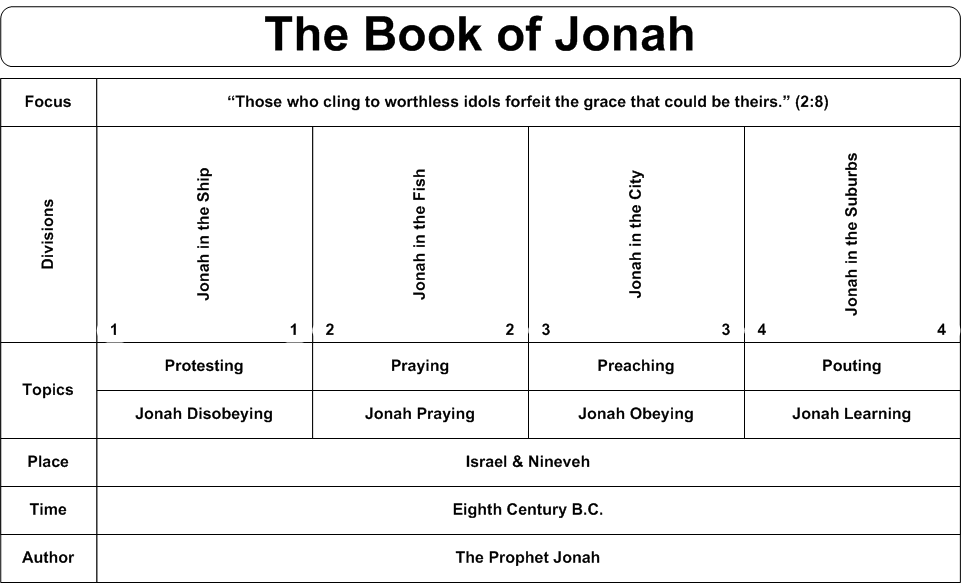 The Book of Jonah
Focus
“Those who cling to worthless idols forfeit the grace that could be theirs.” (2:8)
Divisions
Jonah in the Ship
Jonah in the Fish
Jonah in the City
Jonah in the Suburbs
1 1 2 2 3 3 4 4
Topics
Protesting
Praying
Preaching
Pouting
Jonah Disobeying
Jonah Praying
Jonah Obeying
Jonah Learning
Place
Israel & Nineveh
Time
Eighth Century B.C.
Author
The Prophet Jonah